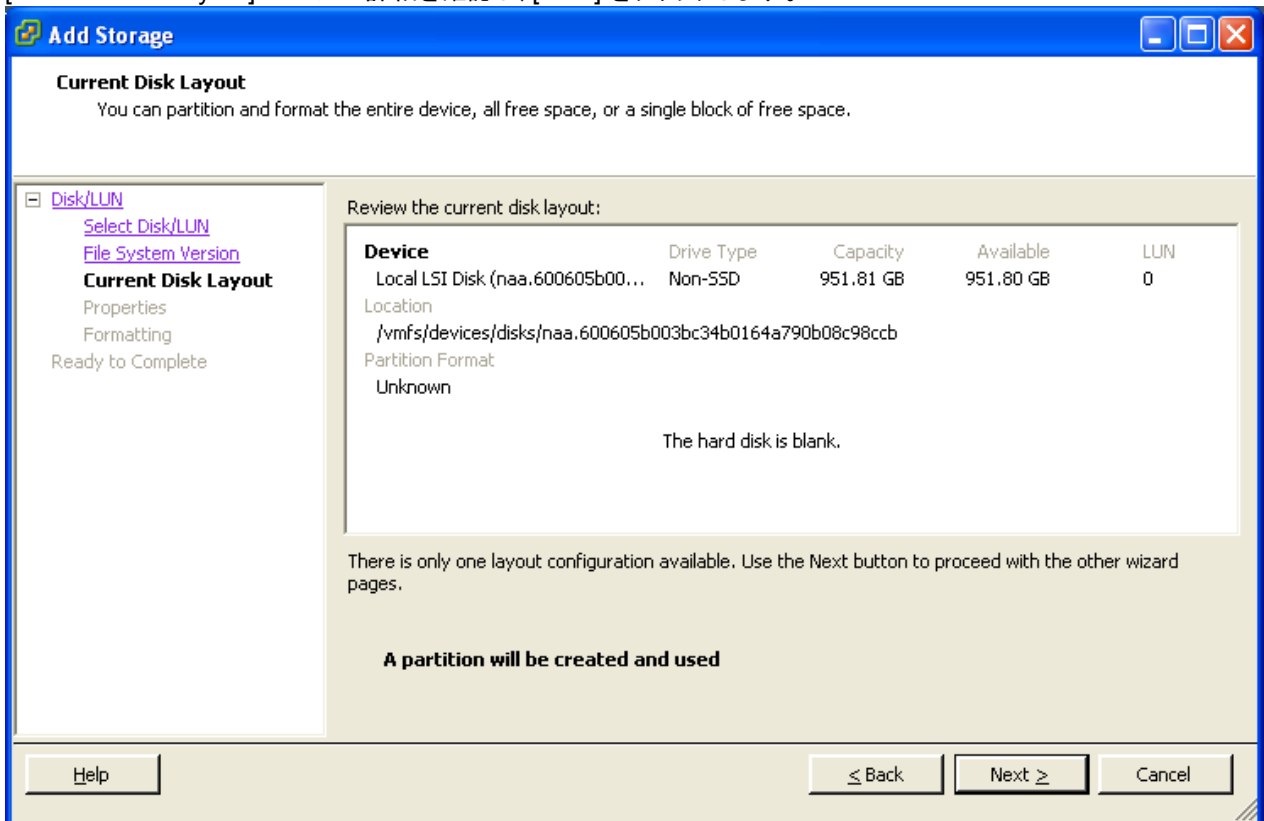 Add Storage
Current Disk Layout
You can partition and format the entire device, all free space, or a single block of free space.
Disk/LUN
Select Disk/LUN
File System Version
Current Disk Layout
Properties
Formatting
Ready to Complete
Review the current disk layout:
Device Drive Type Capacity Available LUN
Local LSI Disk (naa.600605b00... Non-SSD 951.81 GB 951.80 GB 0
Location
/vmfs/devices/disks/naa.600605b003bc34b0164a790b08c98ccb
Partition Format
Unknown
The hard disk is blank.
There is only one layout configuration available. Use the Next button to proceed with the other wizard
pages.
A partition will be created and used
Help
≤ Back
Next ≥
Cancel